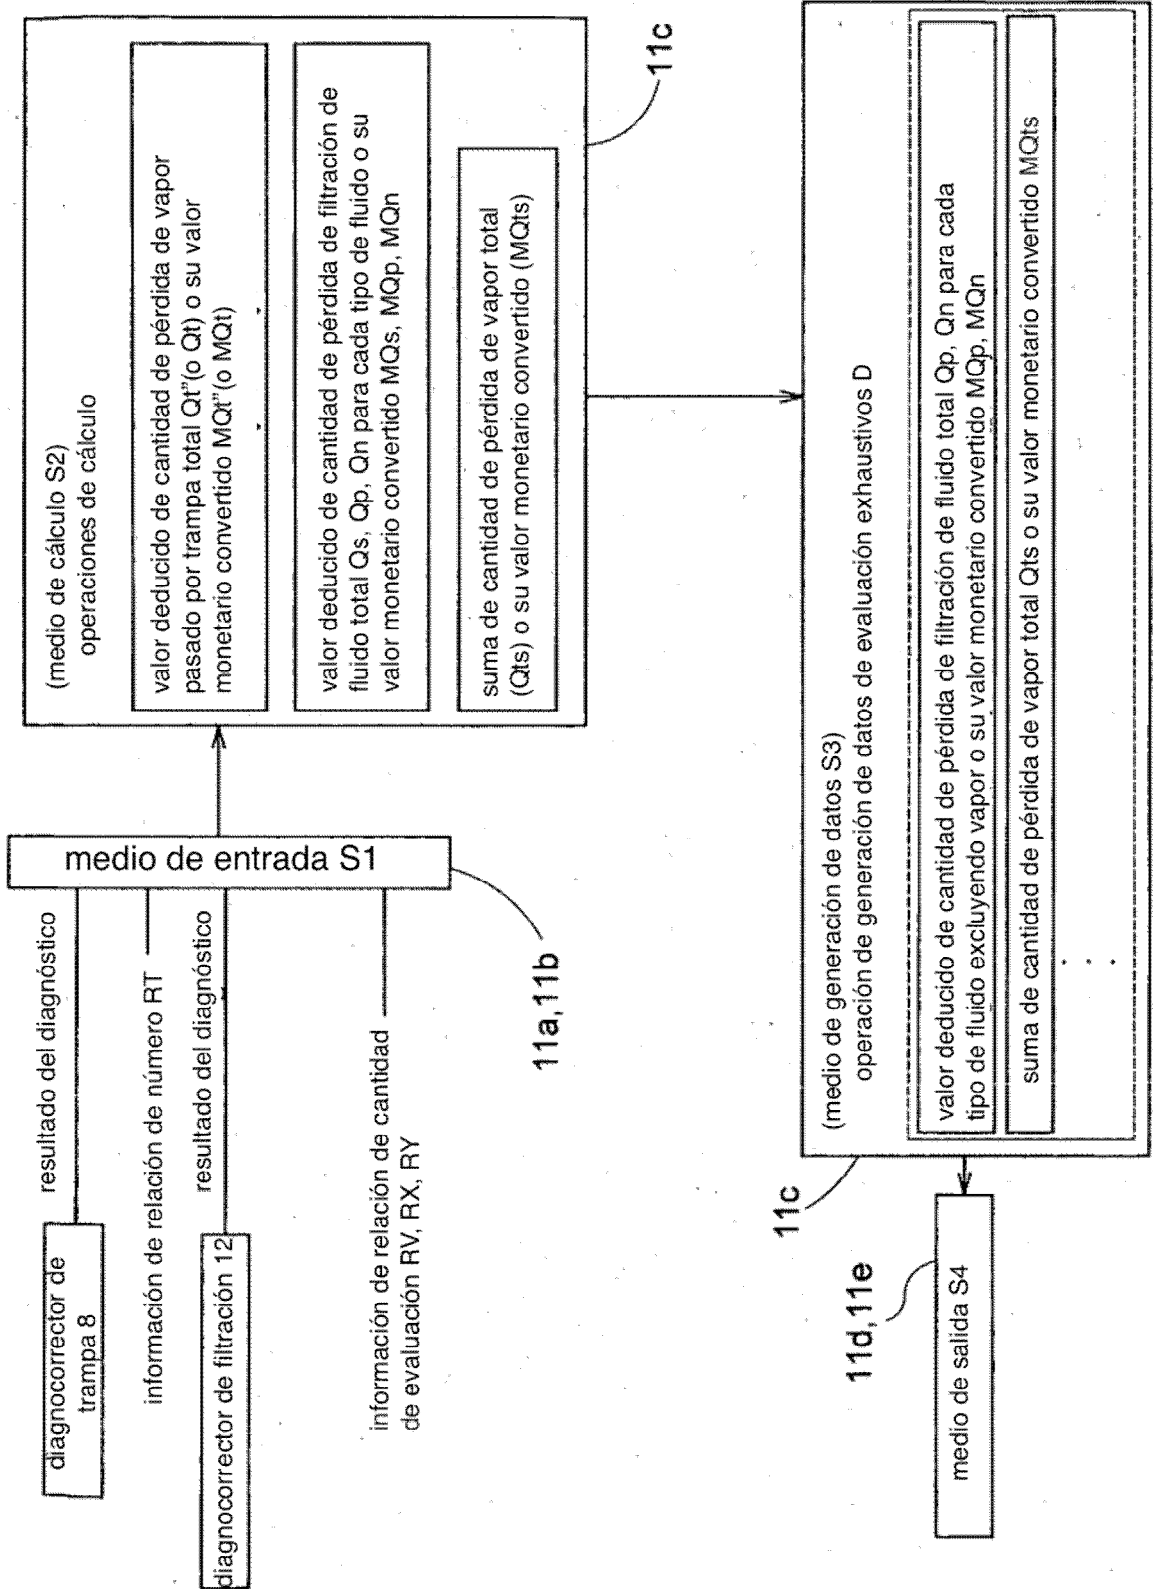 diagnocorrector de
trampa 8
resultado del diagnóstico
información de relación de número RT
diagnocorrector de filtración 12
resultado del diagnóstico
información de relación de cantidad
de evaluación RV, RX, RY
medio de entrada S1
11a,11b
(medio de cálculo S2)
operaciones de cálculo
valor deducido de cantidad de pérdida de vapor
pasado por trampa total Qt"(o Qt) o su valor
monetario convertido MQt"(o MQt)
valor deducido de cantidad de pérdida de filtración de
fluido total Qs, Qp, Qn para cada tipo de fluido o su
valor monetario convertido MQs, MQp, MQn
suma de cantidad de pérdida de vapor total
(Qts) o su valor monetario convertido (MQts)
11c
(medio de generación de datos S3)
operación de generación de datos de evaluación exhaustivos D
valor deducido de cantidad de pérdida de filtración de fluido total Qp, Qn para cada
tipo de fluido excluyendo vapor o su valor monetario convertido MQp, MQn
suma de cantidad de pérdida de vapor total Qts o su valor monetario convertido MQts
. . .
11c
medio de salida S4
11d,11e